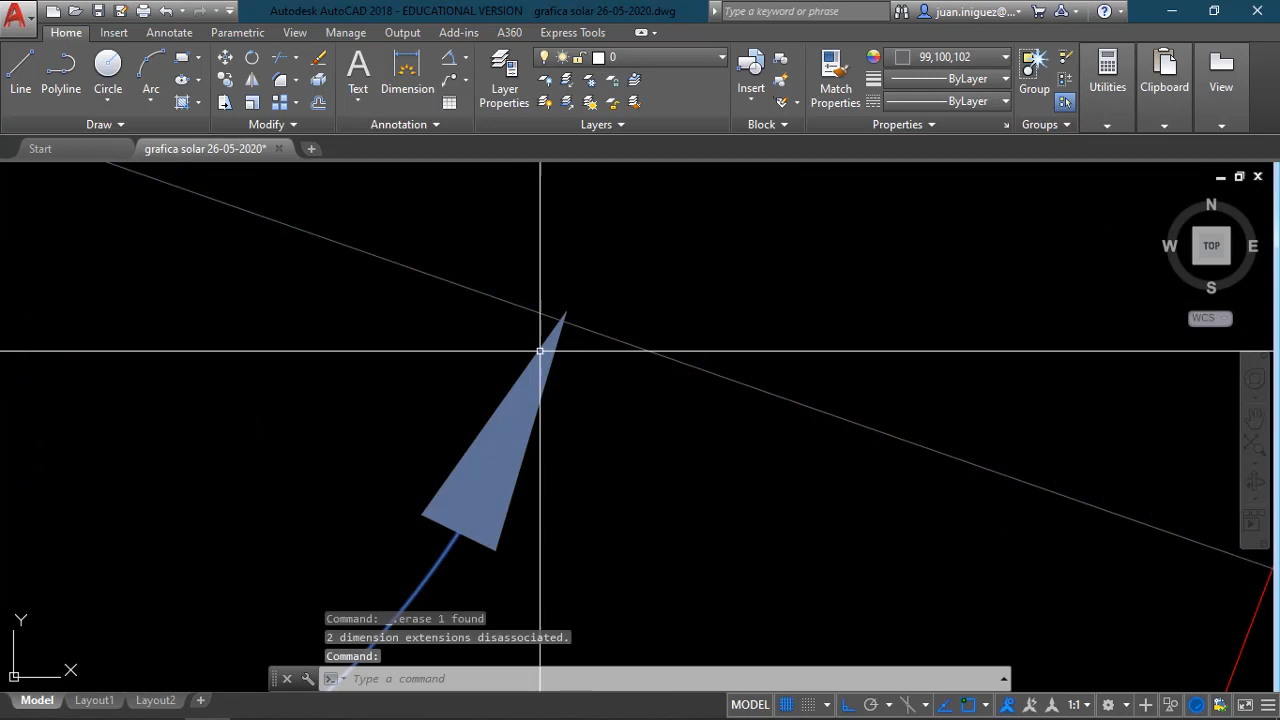 Autodesk AutoCAD 2018 - EDUCATIONAL VERSION    grafica solar 26-05-2020.dwg
Type a keyword or phrase
juan.iniguez@...
Home Insert Annotate Parametric View Manage Output Add-ins A360 Express Tools
0
99,100,102
ByLayer
ByLayer
Line Polyline Circle Arc
Text Dimension
Layer Properties
Insert
Match Properties
Group
Utilities
Clipboard
View
Draw Modify Annotation Layers Block Properties Groups
Start
grafica solar 26-05-2020*
N
W TOP E
S
WCS
Command: _.erase 1 found
2 dimension extensions disassociated.
Command:
Y
X
Type a command
Model Layout1 Layout2
MODEL
1:1